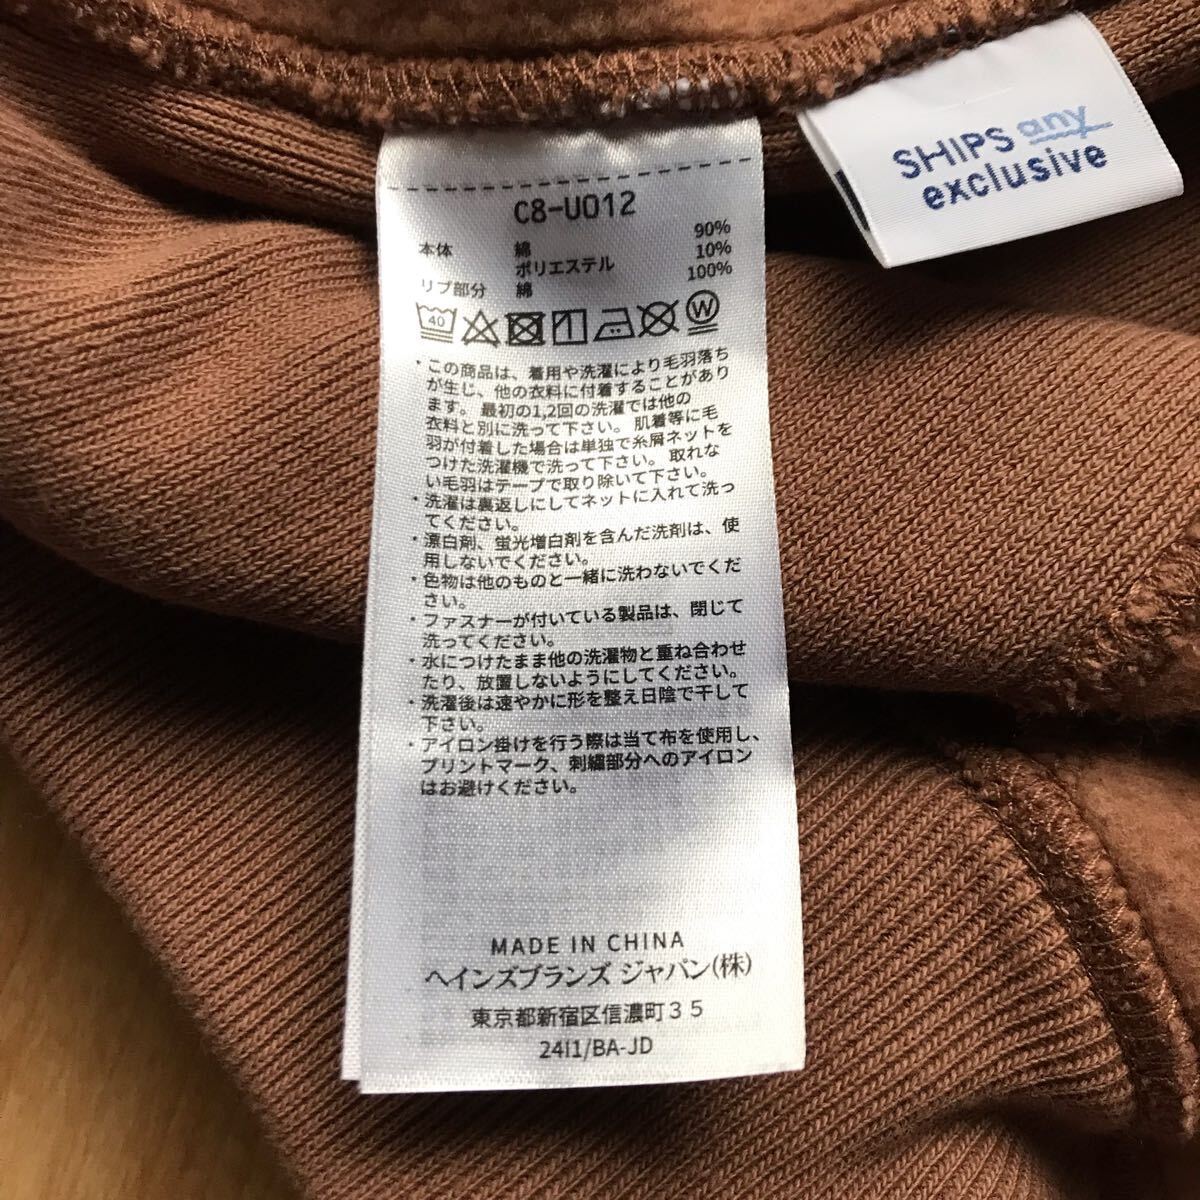 SHIPS any
exclusive
C8-U012
本体 綿 90%
ポリエステル 10%
リブ部分 綿 100%
40
W
・この商品は、着用や洗濯により毛羽落ち
が生じ、他の衣料に付着することがあり
ます。最初の1,2回の洗濯では他の
衣料と別に洗って下さい。肌着等に毛
羽が付着した場合は単独で糸屑ネットを
つけた洗濯機で洗って下さい。取れな
い毛羽はテープで取り除いて下さい。
・洗濯は裏返しにしてネットに入れて洗っ
てください。
・漂白剤、蛍光増白剤を含んだ洗剤は、使
用しないでください。
・色物は他のものと一緒に洗わないでくだ
さい。
・ファスナーが付いている製品は、閉じて
洗ってください。
・水につけたまま他の洗濯物と重ね合わせ
たり、放置しないようにしてください。
・洗濯後は速やかに形を整え日陰で干して
下さい。
・アイロン掛けを行う際は当て布を使用し、
プリントマーク、刺繍部分へのアイロン
はお避けください。
MADE IN CHINA
ヘインズブランズ ジャパン(株)
東京都新宿区信濃町35
24I1/BA-JD